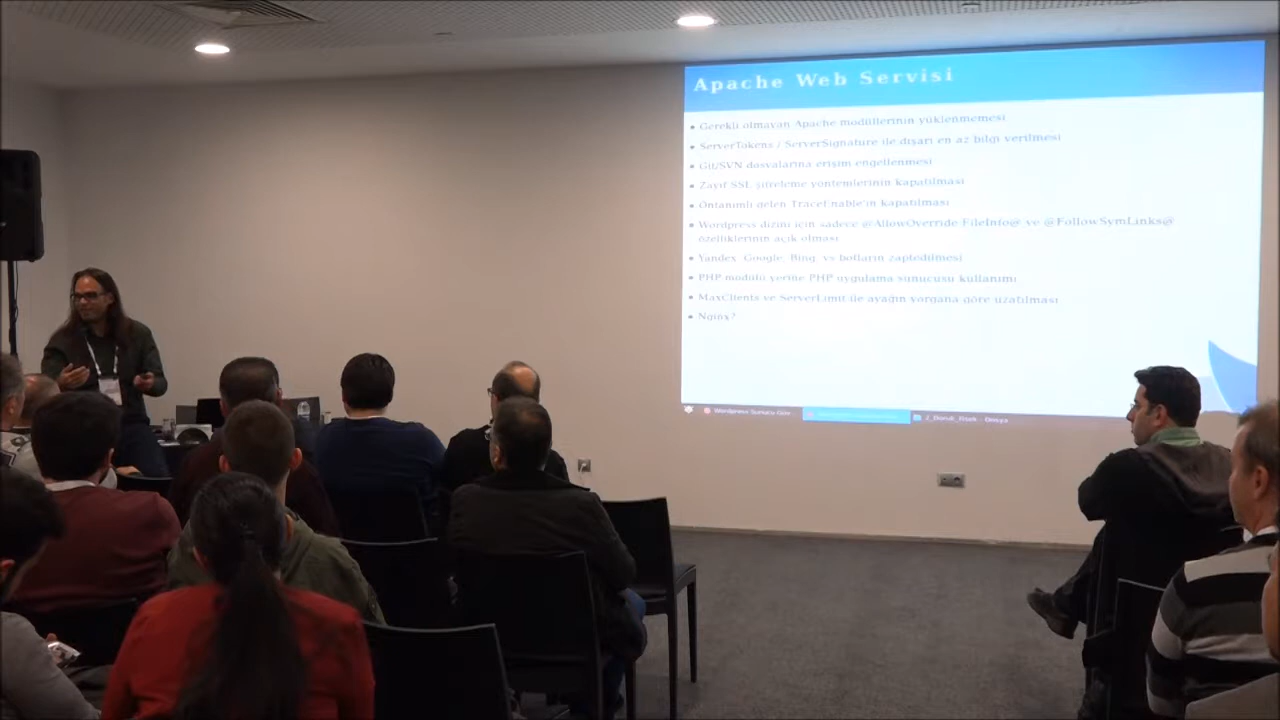 Apache Web Servisi
Gerekli olmayan Apache modüllerinin yüklenmemesi
ServerTokens / ServerSignature ile dışarı en az bilgi verilmesi
Git/SVN dosyalarına erişim engellenmesi
Zayıf SSL şifreleme yöntemlerinin kapatılması
Öntanımlı gelen TraceEnable'ın kapatılması
Wordpress dizini için sadece @AllowOverride FileInfo@ ve @FollowSymLinks@
özelliklerinin açık olması
Yandex, Google, Bing, vs botların zaptedilmesi
PHP modülü yerine PHP uygulama sunucusu kullanımı
MaxClients ve ServerLimit ile ayağın yorgana göre uzatılması
Nginx?
Wordpress Sunucu Güv